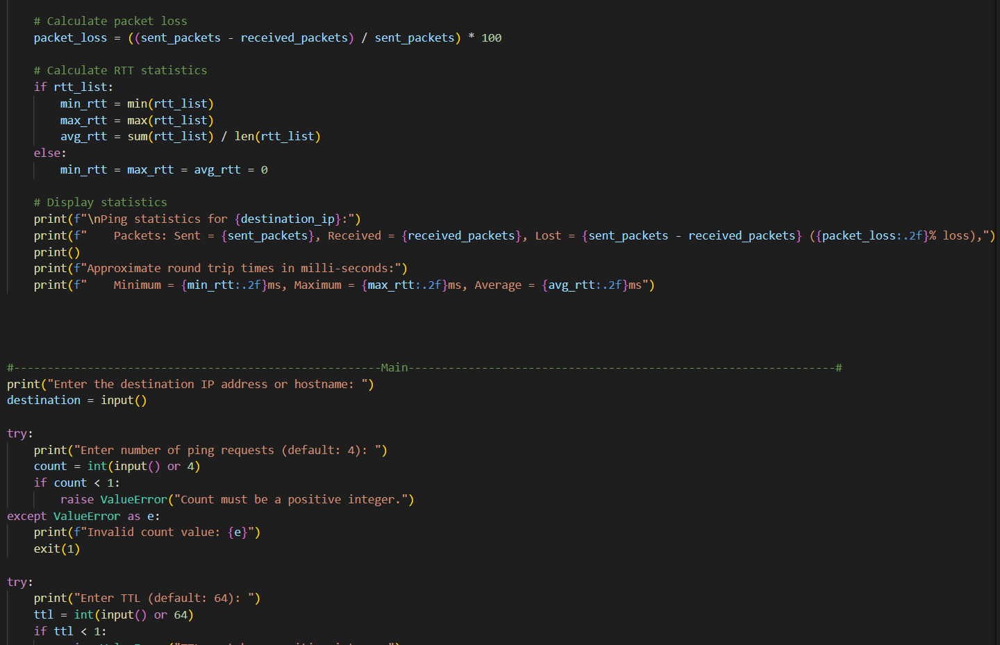 # Calculate packet loss
packet_loss = ((sent_packets - received_packets) / sent_packets) * 100
# Calculate RTT statistics
if rtt_list:
min_rtt = min(rtt_list)
max_rtt = max(rtt_list)
avg_rtt = sum(rtt_list) / len(rtt_list)
else:
min_rtt = max_rtt = avg_rtt = 0
# Display statistics
print(f"\nPing statistics for {destination_ip}:")
print(f"    Packets: Sent = {sent_packets}, Received = {received_packets}, Lost = {sent_packets - received_packets} ({packet_loss:.2f}% loss),")
print()
print(f"Approximate round trip times in milli-seconds:")
print(f"    Minimum = {min_rtt:.2f}ms, Maximum = {max_rtt:.2f}ms, Average = {avg_rtt:.2f}ms")
#-------------------------------------------------------Main----------------------------------------------------------------#
print("Enter the destination IP address or hostname: ")
destination = input()
try:
print("Enter number of ping requests (default: 4): ")
count = int(input() or 4)
if count < 1:
raise ValueError("Count must be a positive integer.")
except ValueError as e:
print(f"Invalid count value: {e}")
exit(1)
try:
print("Enter TTL (default: 64): ")
ttl = int(input() or 64)
if ttl < 1: